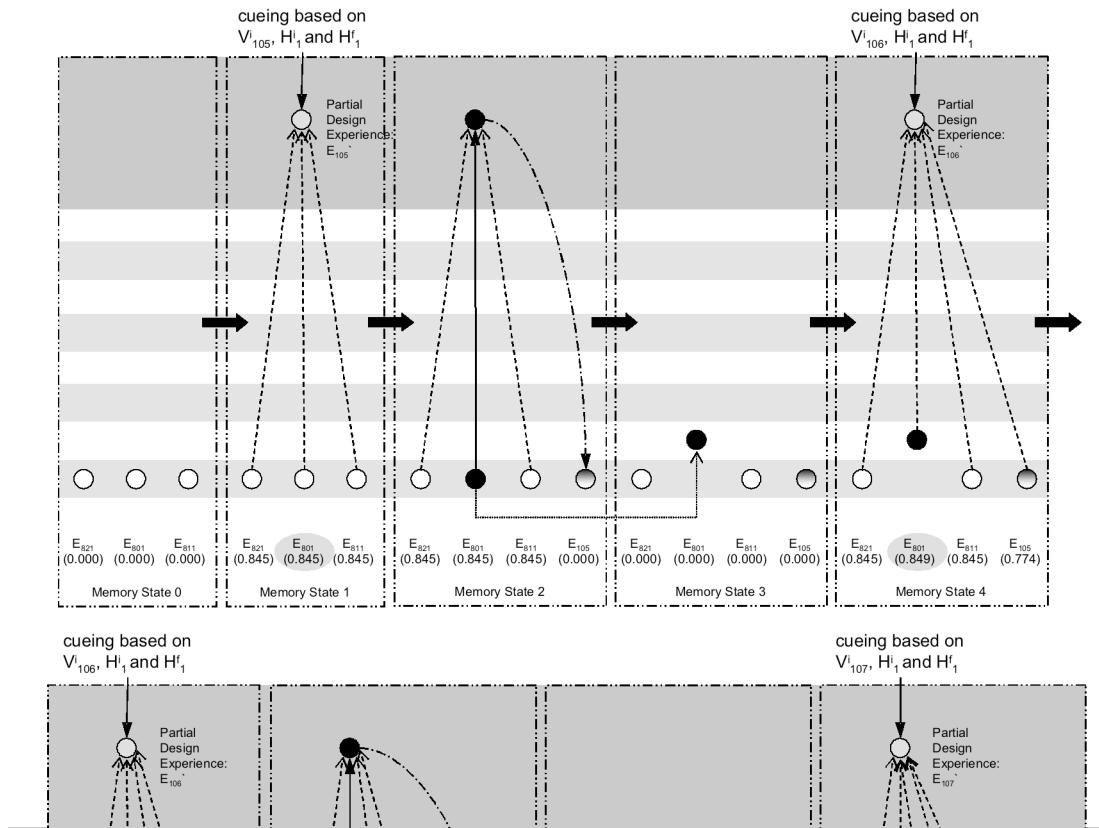 cueing based on
Vⁱ₁₀₅, Hⁱ₁ and Hᶠ₁
cueing based on
Vⁱ₁₀₆, Hⁱ₁ and Hᶠ₁
Partial
Design
Experience:
E₁₀₅`
Partial
Design
Experience:
E₁₀₆`
E₈₂₁ E₈₀₁ E₈₁₁
(0.000) (0.000) (0.000)
Memory State 0
E₈₂₁ E₈₀₁ E₈₁₁
(0.845) (0.845) (0.845)
Memory State 1
E₈₂₁ E₈₀₁ E₈₁₁ E₁₀₅
(0.845) (0.845) (0.845) (0.000)
Memory State 2
E₈₂₁ E₈₀₁ E₈₁₁ E₁₀₅
(0.000) (0.000) (0.000) (0.000)
Memory State 3
E₈₂₁ E₈₀₁ E₈₁₁ E₁₀₅
(0.845) (0.849) (0.845) (0.774)
Memory State 4
cueing based on
Vⁱ₁₀₆, Hⁱ₁ and Hᶠ₁
cueing based on
Vⁱ₁₀₇, Hⁱ₁ and Hᶠ₁
Partial
Design
Experience:
E₁₀₆`
Partial
Design
Experience:
E₁₀₇`